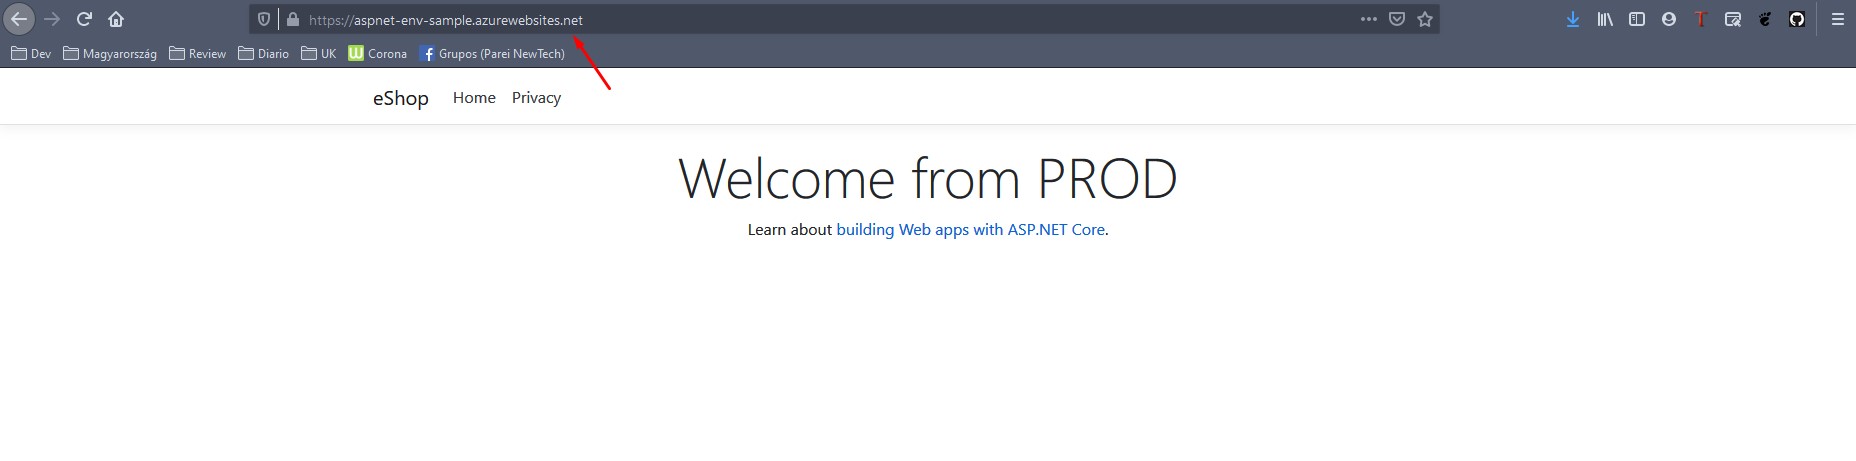 https://aspnet-env-sample.azurewebsites.net
Dev Magyarország Review Diario UK Corona Grupos (Parei NewTech)
eShop Home Privacy
Welcome from PROD
Learn about building Web apps with ASP.NET Core.